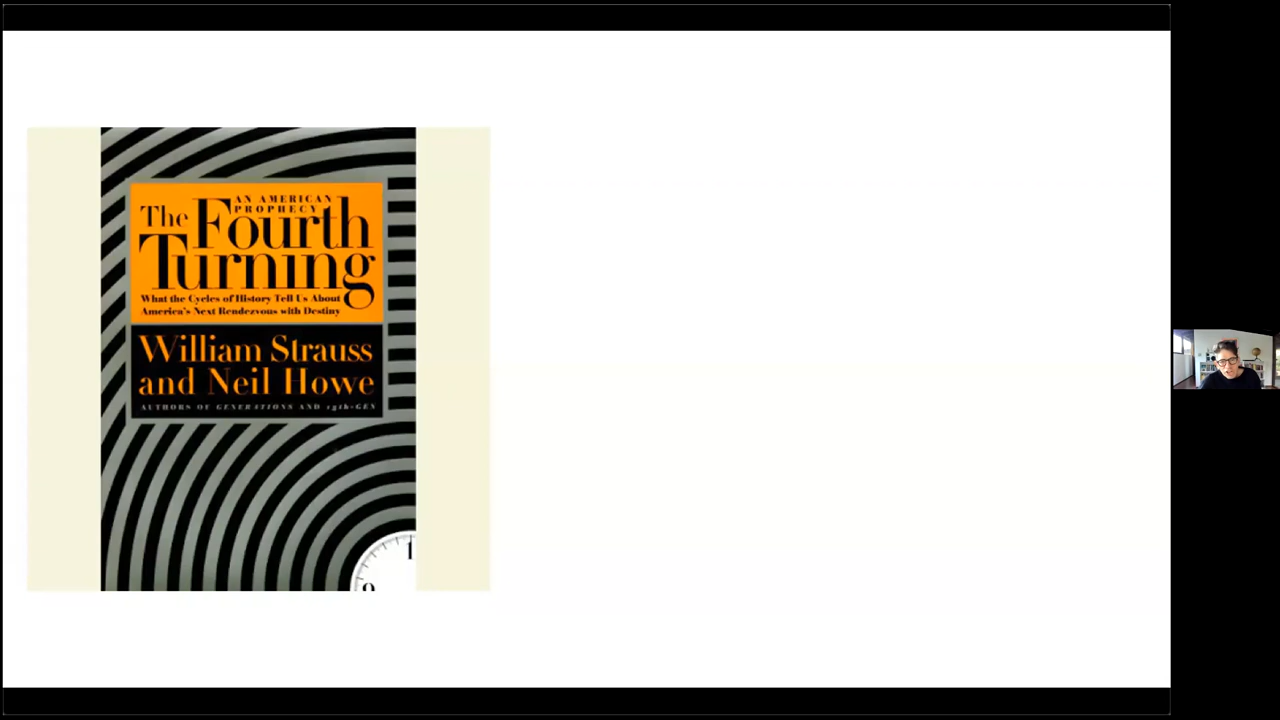 AN AMERICAN
PROPHECY
The Fourth
Turning
What the Cycles of History Tell Us About
America's Next Rendezvous with Destiny
William Strauss
and Neil Howe
AUTHORS OF GENERATIONS AND 13th-GEN